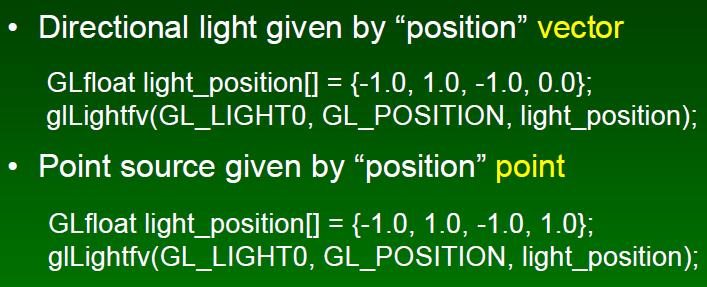 • Directional light given by “position” vector
GLfloat light_position[] = {-1.0, 1.0, -1.0, 0.0};
glLightfv(GL_LIGHT0, GL_POSITION, light_position);
• Point source given by “position” point
GLfloat light_position[] = {-1.0, 1.0, -1.0, 1.0};
glLightfv(GL_LIGHT0, GL_POSITION, light_position);